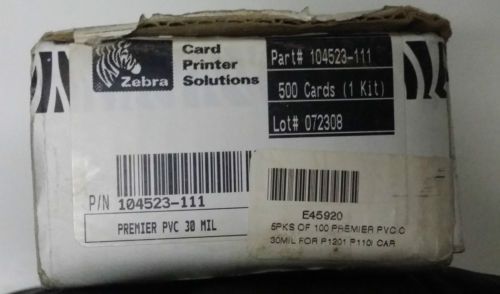 Zebra
Card
Printer
Solutions
Part# 104523-111
500 Cards (1 Kit)
Lot# 072308
P/N 104523-111
PREMIER PVC 30 MIL
E45920
5PKS OF 100 PREMIER PVC C
30MIL FOR P120I P110I CAR